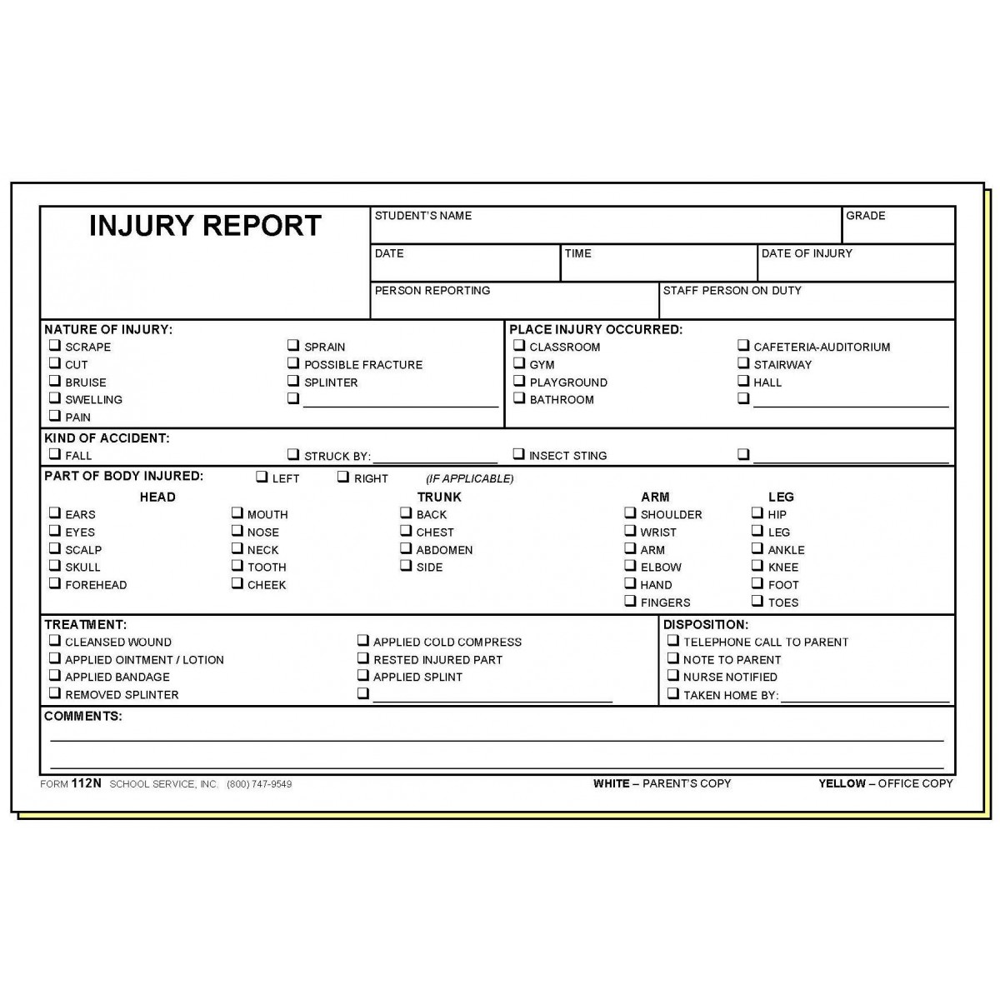 INJURY REPORT
STUDENT'S NAME GRADE
DATE TIME DATE OF INJURY
PERSON REPORTING STAFF PERSON ON DUTY
NATURE OF INJURY: PLACE INJURY OCCURRED:
SCRAPE SPRAIN CLASSROOM CAFETERIA-AUDITORIUM
CUT POSSIBLE FRACTURE GYM STAIRWAY
BRUISE SPLINTER PLAYGROUND HALL
SWELLING BATHROOM
PAIN
KIND OF ACCIDENT:
FALL STRUCK BY: INSECT STING
PART OF BODY INJURED: LEFT RIGHT (IF APPLICABLE)
HEAD TRUNK ARM LEG
EARS MOUTH BACK SHOULDER HIP
EYES NOSE CHEST WRIST LEG
SCALP NECK ABDOMEN ARM ANKLE
SKULL TOOTH SIDE ELBOW KNEE
FOREHEAD CHEEK HAND FOOT
FINGERS TOES
TREATMENT: DISPOSITION:
CLEANSED WOUND APPLIED COLD COMPRESS TELEPHONE CALL TO PARENT
APPLIED OINTMENT / LOTION RESTED INJURED PART NOTE TO PARENT
APPLIED BANDAGE APPLIED SPLINT NURSE NOTIFIED
REMOVED SPLINTER TAKEN HOME BY:
COMMENTS:
FORM 112N SCHOOL SERVICE, INC. (800) 747-9549 WHITE – PARENT'S COPY YELLOW – OFFICE COPY